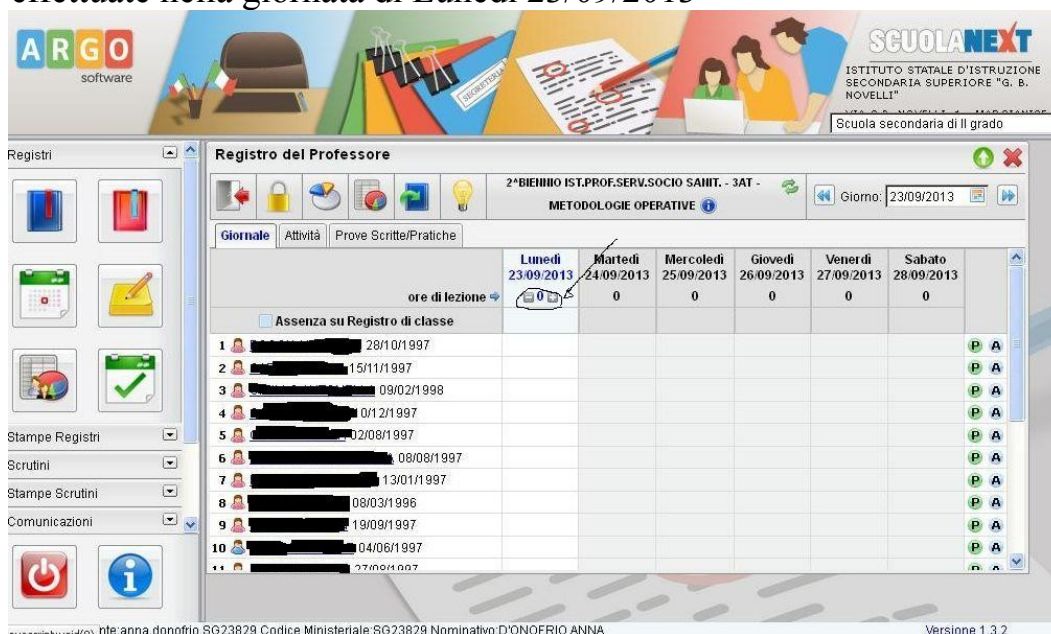 effettuate nella giornata di Lunedì 23/09/2013
ARGO
software
SEGRETERIA
SCUOLANEXT
ISTITUTO STATALE D'ISTRUZIONE
SECONDARIA SUPERIORE "G. B.
NOVELLI"
Scuola secondaria di II grado
Registri
Registro del Professore
2^BIENNIO IST.PROF.SERV.SOCIO SANIT. - 3AT -
METODOLOGIE OPERATIVE
Giorno: 23/09/2013
Giornale Attività Prove Scritte/Pratiche
Lunedì Martedì Mercoledì Giovedì Venerdì Sabato
23/09/2013 24/09/2013 25/09/2013 26/09/2013 27/09/2013 28/09/2013
ore di lezione 0 0 0 0 0 0
Assenza su Registro di classe
1 28/10/1997 P A
2 15/11/1997 P A
3 09/02/1998 P A
4 0/12/1997 P A
5 02/08/1997 P A
6 08/08/1997 P A
7 13/01/1997 P A
8 08/03/1996 P A
9 19/09/1997 P A
10 04/06/1997 P A
11 27/09/1997 P A
Stampe Registri
Scrutini
Stampe Scrutini
Comunicazioni
nte:anna donofrio SG23829 Codice Ministeriale:SG23829 Nominativo:D'ONOFRIO ANNA
Versione 1.3.2